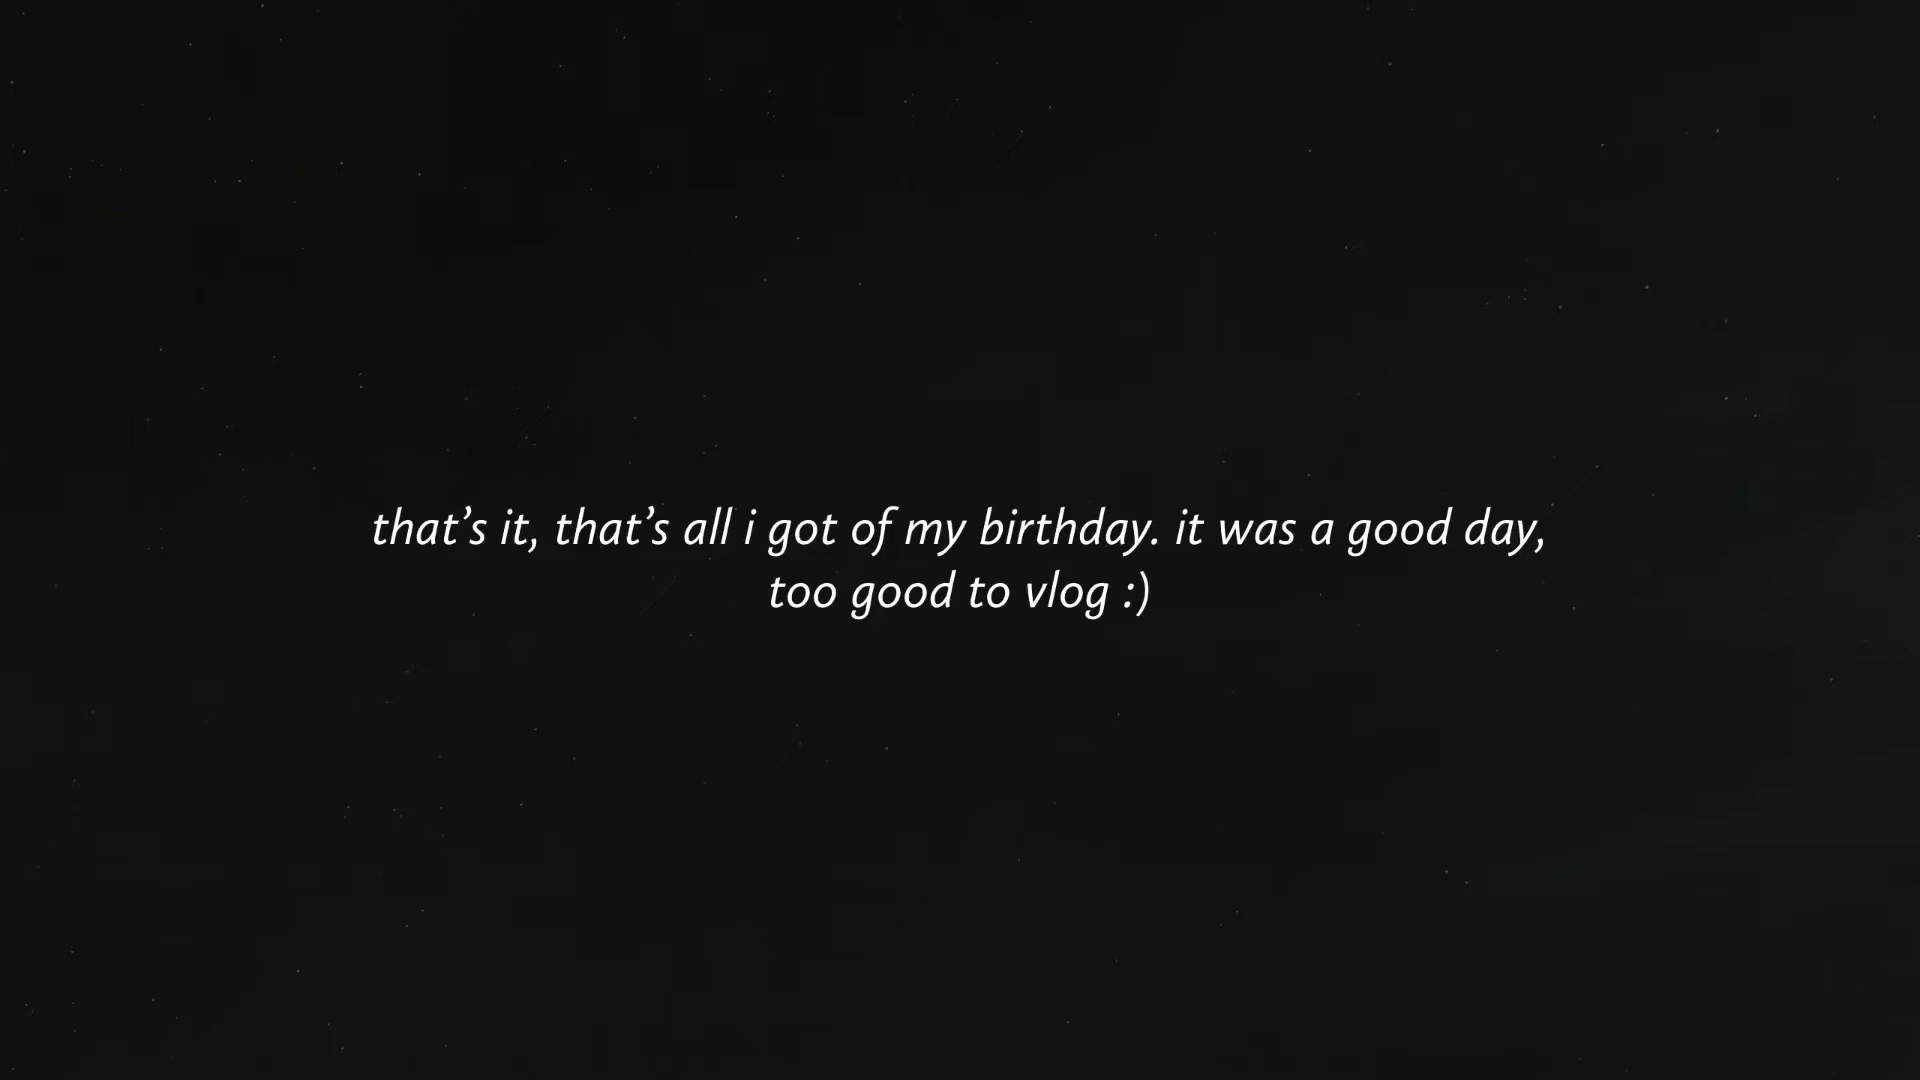 that’s it, that’s all i got of my birthday. it was a good day,
too good to vlog :)